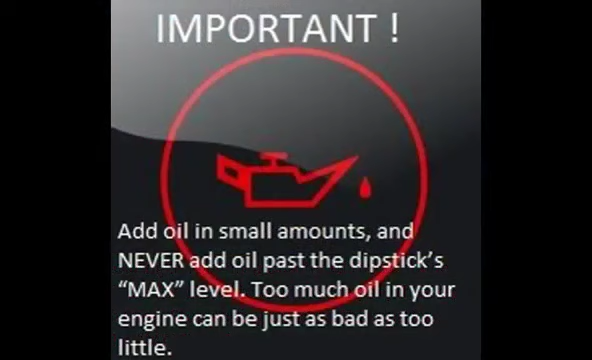 IMPORTANT !
Add oil in small amounts, and
NEVER add oil past the dipstick's
“MAX” level. Too much oil in your
engine can be just as bad as too
little.